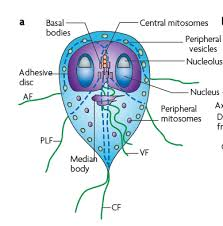 a
Basal
bodies
Central mitosomes
Peripheral
vesicles
Nucleolus
Adhesive
disc
Nucleus
AF
Peripheral
mitosomes
PLF
Median
body
VF
CF